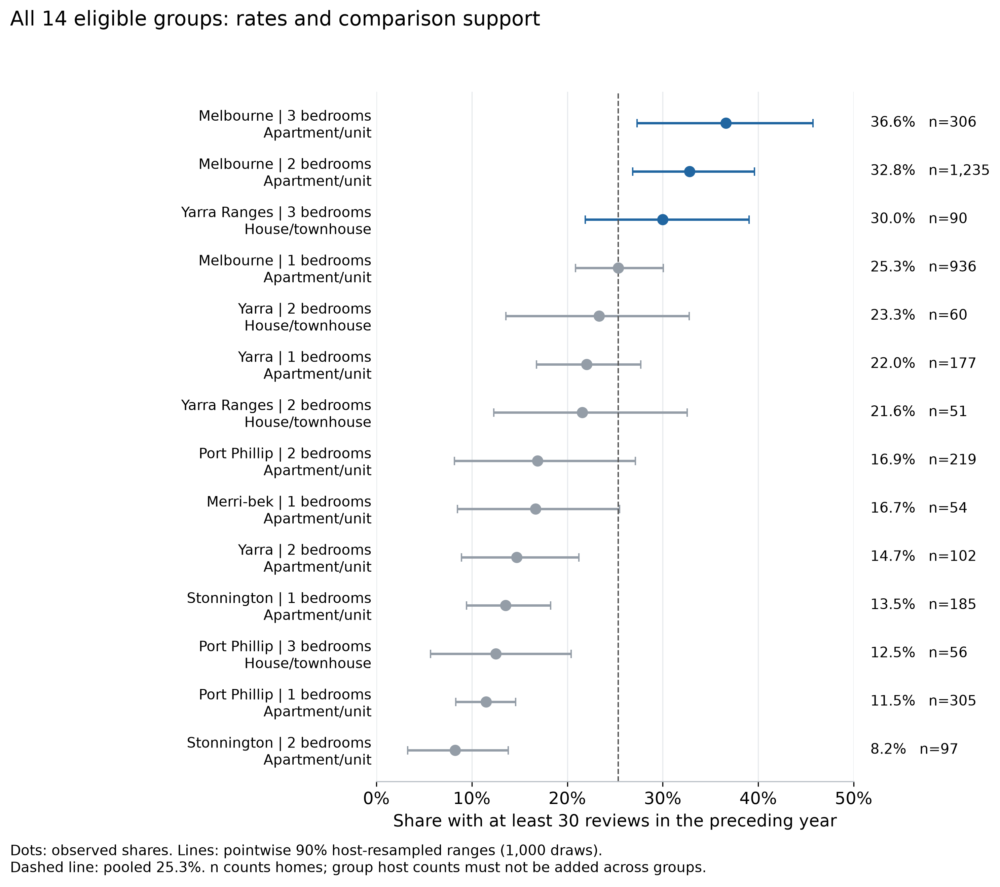 All 14 eligible groups: rates and comparison support
Melbourne | 3 bedrooms
Apartment/unit
36.6%   n=306
Melbourne | 2 bedrooms
Apartment/unit
32.8%   n=1,235
Yarra Ranges | 3 bedrooms
House/townhouse
30.0%   n=90
Melbourne | 1 bedrooms
Apartment/unit
25.3%   n=936
Yarra | 2 bedrooms
House/townhouse
23.3%   n=60
Yarra | 1 bedrooms
Apartment/unit
22.0%   n=177
Yarra Ranges | 2 bedrooms
House/townhouse
21.6%   n=51
Port Phillip | 2 bedrooms
Apartment/unit
16.9%   n=219
Merri-bek | 1 bedrooms
Apartment/unit
16.7%   n=54
Yarra | 2 bedrooms
Apartment/unit
14.7%   n=102
Stonnington | 1 bedrooms
Apartment/unit
13.5%   n=185
Port Phillip | 3 bedrooms
House/townhouse
12.5%   n=56
Port Phillip | 1 bedrooms
Apartment/unit
11.5%   n=305
Stonnington | 2 bedrooms
Apartment/unit
8.2%   n=97
0% 10% 20% 30% 40% 50%
Share with at least 30 reviews in the preceding year
Dots: observed shares. Lines: pointwise 90% host-resampled ranges (1,000 draws).
Dashed line: pooled 25.3%. n counts homes; group host counts must not be added across groups.